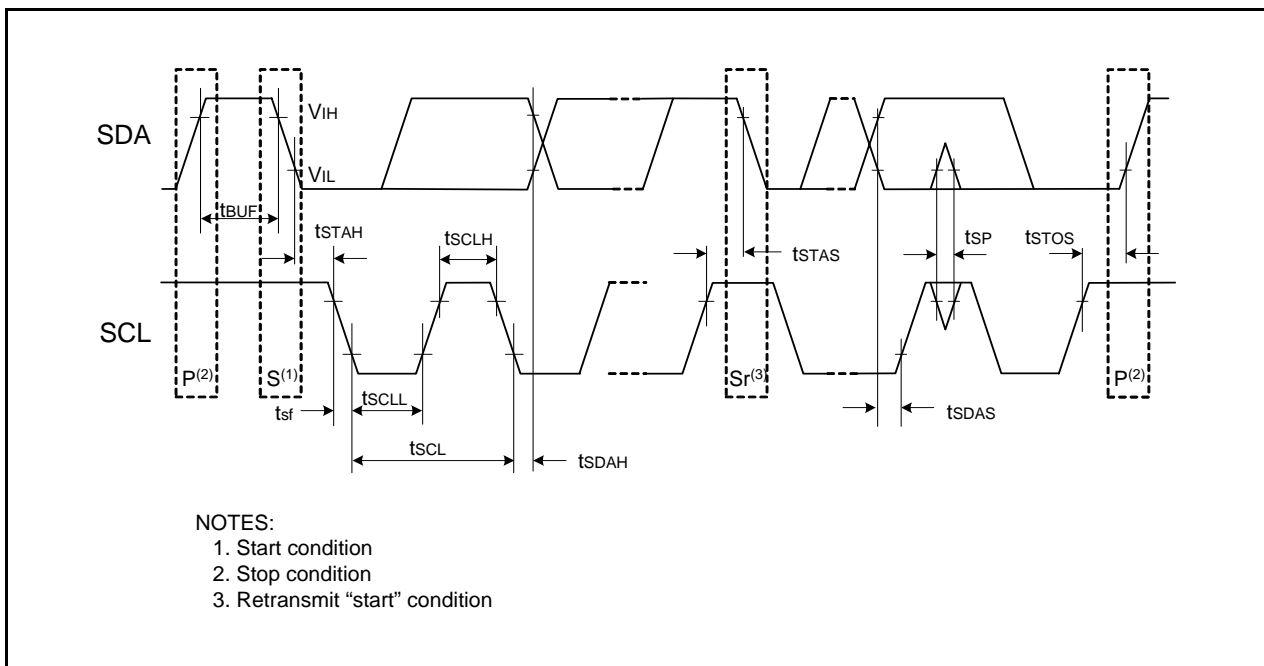 SDA
VIH
VIL
tBUF
tSTAH
tSCLH
tSTAS
tSP
tSTOS
SCL
P(2)
S(1)
Sr(3)
P(2)
tsf
tSCLL
tSCL
tSDAH
tSDAS
NOTES:
1. Start condition
2. Stop condition
3. Retransmit “start” condition